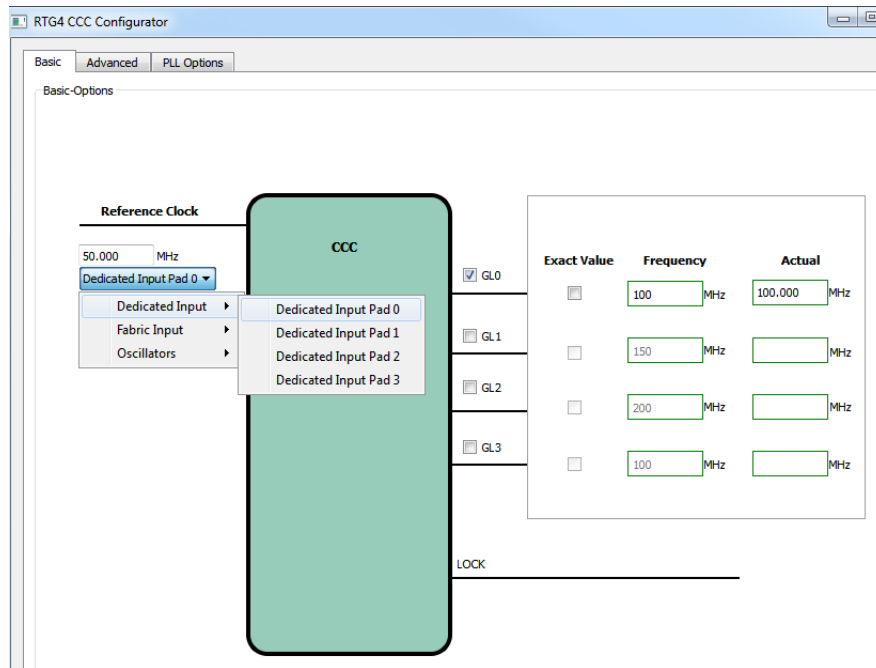 RTG4 CCC Configurator
Basic Advanced PLL Options
Basic-Options
Reference Clock
50.000 MHz
Dedicated Input Pad 0
Dedicated Input
Fabric Input
Oscillators
Dedicated Input Pad 0
Dedicated Input Pad 1
Dedicated Input Pad 2
Dedicated Input Pad 3
CCC
GL0
GL1
GL2
GL3
LOCK
Exact Value Frequency Actual
100 MHz 100.000 MHz
150 MHz MHz
200 MHz MHz
100 MHz MHz